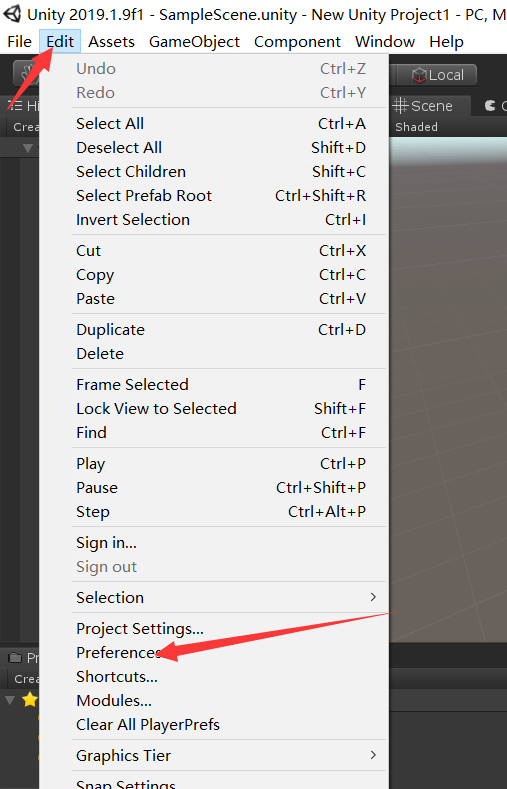 Unity 2019.1.9f1 - SampleScene.unity - New Unity Project1 - PC, M
File Edit Assets GameObject Component Window Help
Local
Hi
Scene
Crea
Shaded
Undo Ctrl+Z
Redo Ctrl+Y
Select All Ctrl+A
Deselect All Shift+D
Select Children Shift+C
Select Prefab Root Ctrl+Shift+R
Invert Selection Ctrl+I
Cut Ctrl+X
Copy Ctrl+C
Paste Ctrl+V
Duplicate Ctrl+D
Delete
Frame Selected F
Lock View to Selected Shift+F
Find Ctrl+F
Play Ctrl+P
Pause Ctrl+Shift+P
Step Ctrl+Alt+P
Sign in...
Sign out
Selection
Project Settings...
Preferences
Shortcuts...
Pr
Crea
Modules...
Clear All PlayerPrefs
Graphics Tier
Snap Settings